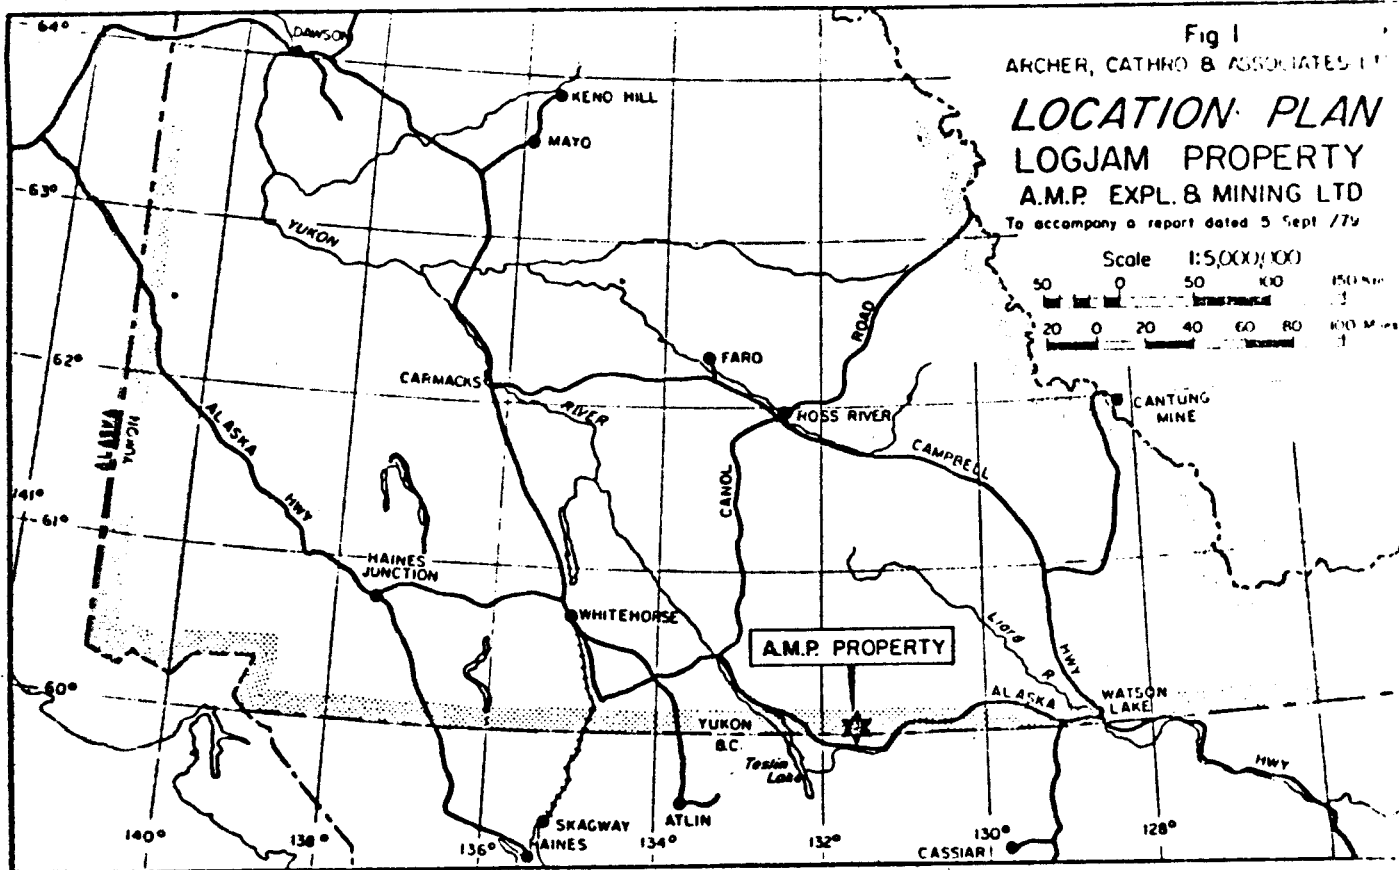 Fig 1
ARCHER, CATHRO & ASSOCIATES
LOCATION PLAN
LOGJAM PROPERTY
A.M.P. EXPL. & MINING LTD
To accompany a report dated 5 Sept /79
Scale 1:5,000,000
50 0 50 100 150
20 0 20 40 60 80 100
64°
DAWSON
KENO HILL
MAYO
63°
YUKON
ROAD
62°
FARO
CARMACKS
RIVER
ROSS RIVER
CANTUNG
MINE
ALASKA
YUKON
ALASKA
CAMPBELL
CANOL
141°
HWY
61°
HAINES
JUNCTION
WHITEHORSE
Liard
R.
HWY
A.M.P. PROPERTY
60°
ALASKA
WATSON
LAKE
YUKON
B.C.
Teslin
Lake
HWY
140°
138°
136°
SKAGWAY
HAINES
134°
ATLIN
132°
130°
128°
CASSIAR